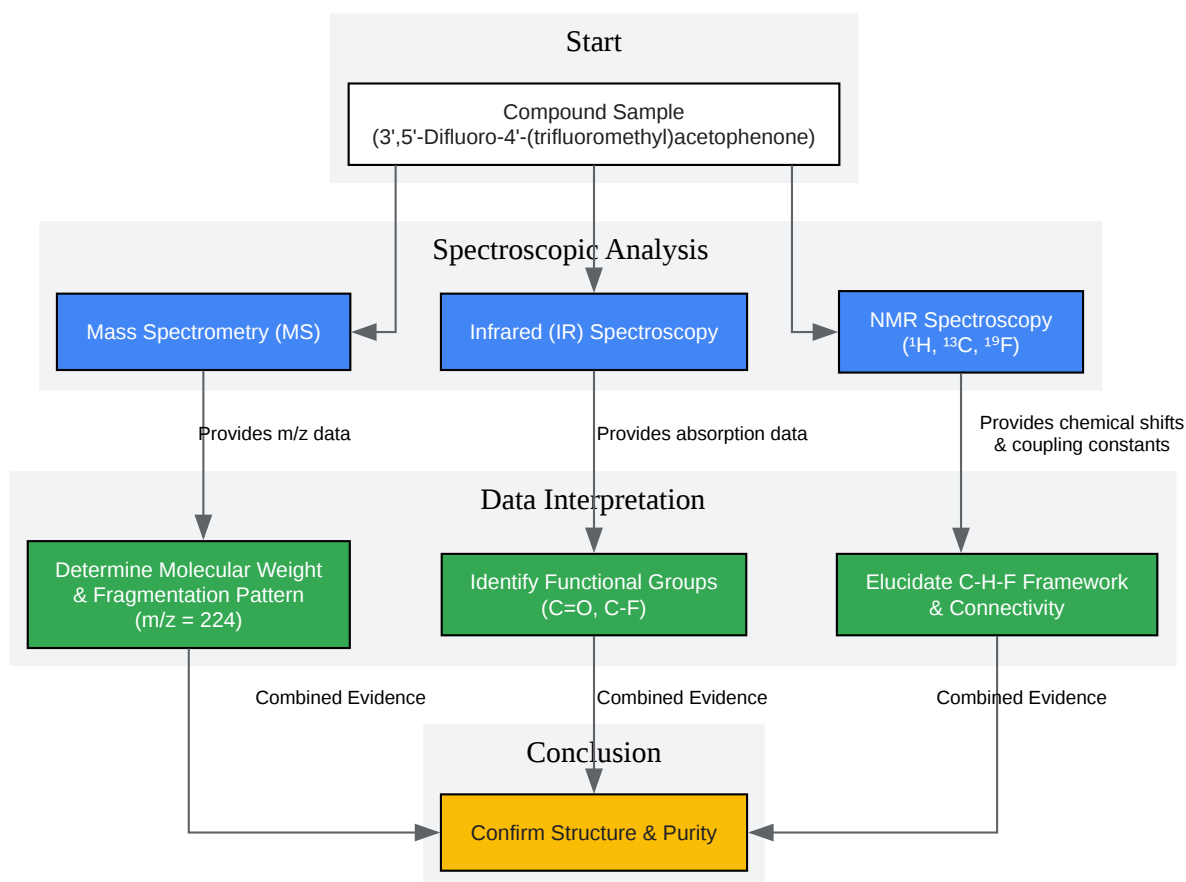 Start
Compound Sample
(3',5'-Difluoro-4'-(trifluoromethyl)acetophenone)
Spectroscopic Analysis
Mass Spectrometry (MS)
Infrared (IR) Spectroscopy
NMR Spectroscopy
(¹H, ¹³C, ¹⁹F)
Provides m/z data
Provides absorption data
Provides chemical shifts
& coupling constants
Data Interpretation
Determine Molecular Weight
& Fragmentation Pattern
(m/z = 224)
Identify Functional Groups
(C=O, C-F)
Elucidate C-H-F Framework
& Connectivity
Combined Evidence
Combined Evidence
Combined Evidence
Conclusion
Confirm Structure & Purity